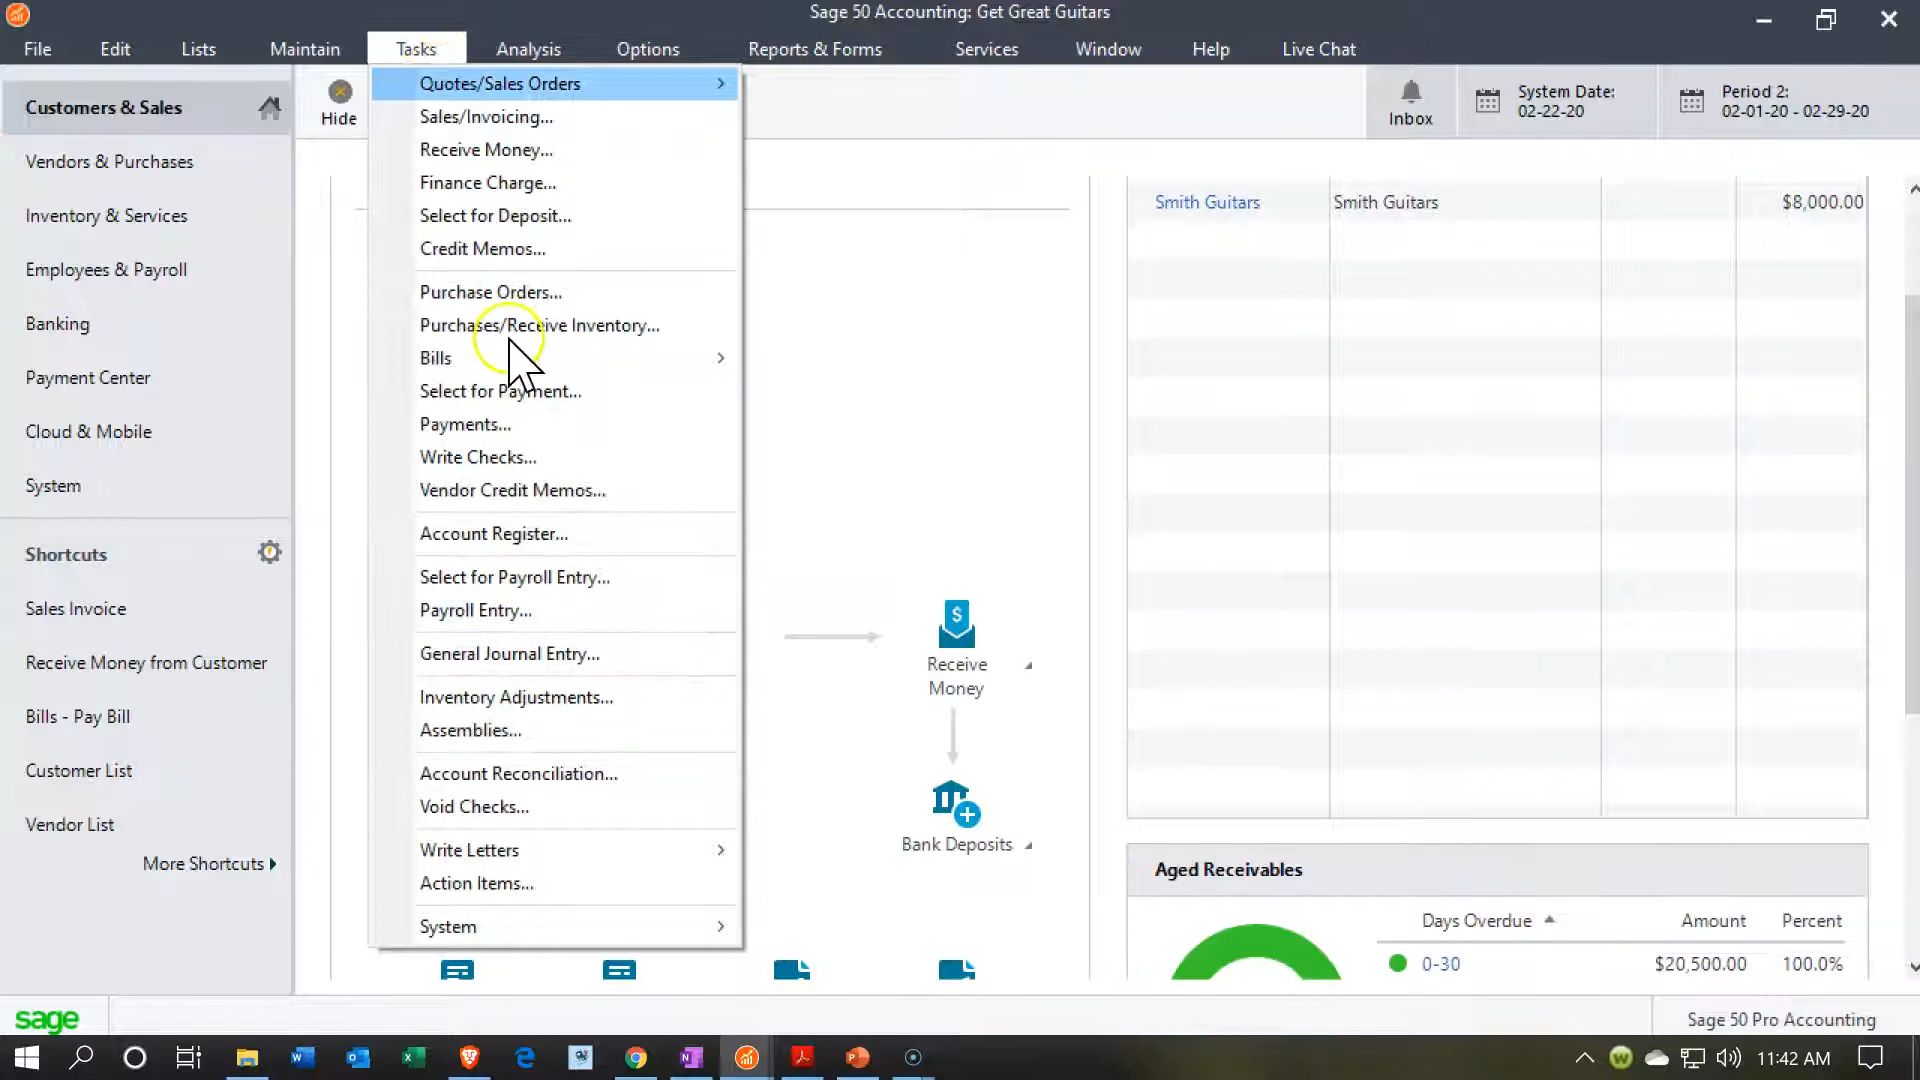 Sage 50 Accounting: Get Great Guitars
File Edit Lists Maintain Tasks Analysis Options Reports & Forms Services Window Help Live Chat
Customers & Sales
Vendors & Purchases
Inventory & Services
Employees & Payroll
Banking
Payment Center
Cloud & Mobile
System
Shortcuts
Sales Invoice
Receive Money from Customer
Bills - Pay Bill
Customer List
Vendor List
More Shortcuts
Hide
Quotes/Sales Orders
Sales/Invoicing...
Receive Money...
Finance Charge...
Select for Deposit...
Credit Memos...
Purchase Orders...
Purchases/Receive Inventory...
Bills
Select for Payment...
Payments...
Write Checks...
Vendor Credit Memos...
Account Register...
Select for Payroll Entry...
Payroll Entry...
General Journal Entry...
Inventory Adjustments...
Assemblies...
Account Reconciliation...
Void Checks...
Write Letters
Action Items...
System
Inbox
System Date:
02-22-20
Period 2:
02-01-20 - 02-29-20
Smith Guitars Smith Guitars $8,000.00
Receive
Money
Bank Deposits
Aged Receivables
Days Overdue Amount Percent
0-30 $20,500.00 100.0%
sage
Sage 50 Pro Accounting
11:42 AM